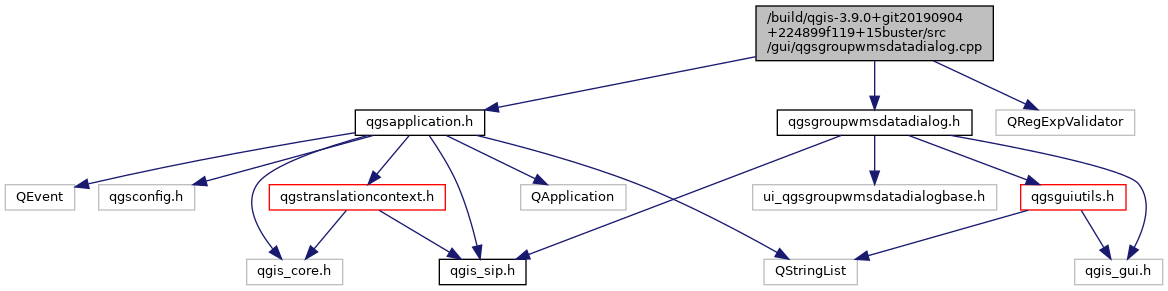 /build/qgis-3.9.0+git20190904
+224899f119+15buster/src
/gui/qgsgroupwmsdatadialog.cpp
qgsapplication.h
qgsgroupwmsdatadialog.h
QRegExpValidator
QEvent
qgsconfig.h
qgstranslationcontext.h
QApplication
ui_qgsgroupwmsdatadialogbase.h
qgsguiutils.h
qgis_core.h
qgis_sip.h
QStringList
qgis_gui.h